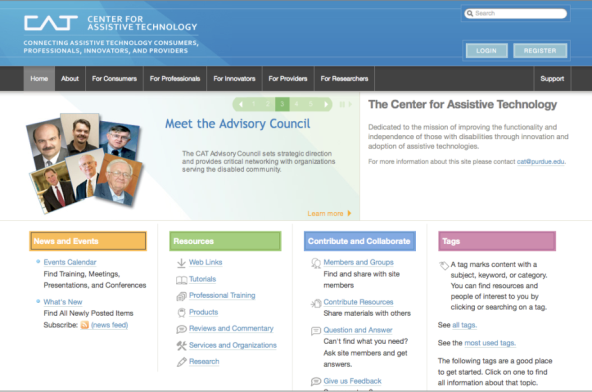 CAT CENTER FOR
ASSISTIVE TECHNOLOGY
CONNECTING ASSISTIVE TECHNOLOGY CONSUMERS,
PROFESSIONALS, INNOVATORS, AND PROVIDERS
Search
LOGIN REGISTER
Home About For Consumers For Professionals For Innovators For Providers For Researchers Support
1 2 3 4 5
Meet the Advisory Council
The CAT Advisory Council sets strategic direction
and provides critical networking with organizations
serving the disabled community.
Learn more
The Center for Assistive Technology
Dedicated to the mission of improving the functionality and
independence of those with disabilities through innovation and
adoption of assistive technologies.
For more information about this site please contact cat@purdue.edu.
News and Events
Events Calendar
Find Training, Meetings,
Presentations, and Conferences
What's New
Find All Newly Posted Items
Subscribe: (news feed)
Resources
Web Links
Tutorials
Professional Training
Products
Reviews and Commentary
Services and Organizations
Research
Contribute and Collaborate
Members and Groups
Find and share with site
members
Contribute Resources
Share materials with others
Question and Answer
Can't find what you need?
Ask site members and get
answers.
Give us Feedback
Tags
A tag marks content with a
subject, keyword, or category.
You can find resources and
people of interest to you by
clicking or searching on a tag.
See all tags.
See the most used tags.
The following tags are a good place
to get started. Click on one to find
all information about that topic.